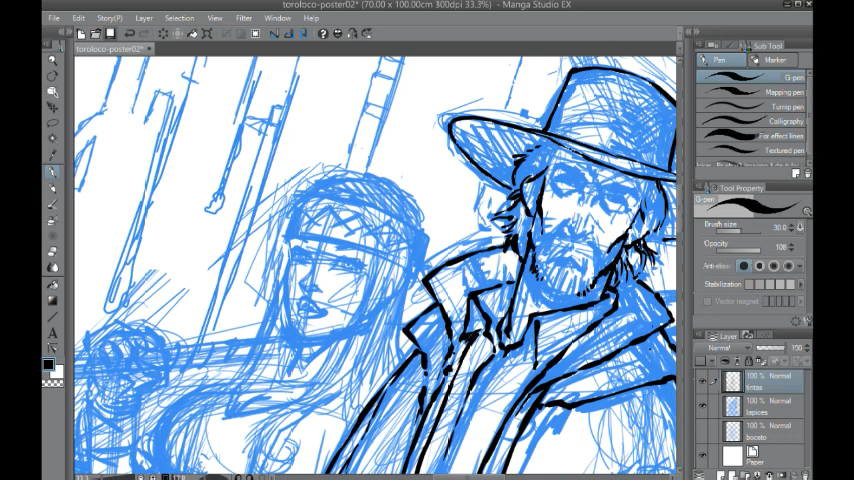 toroloco-poster02* (70.00 x 100.00cm 300dpi 33.3%) - Manga Studio EX
File Edit Story(P) Layer Selection View Filter Window Help
toroloco-poster02*
Sub Tool
Pen Marker
G-pen
Mapping pen
Turnip pen
Calligraphy
For effect lines
Textured pen
Tool Property
G-pen
Brush size 30.0
Opacity 100
Anti-alias
Stabilization
Vector magnet
Layer
Normal 100
100 % Normal
tintas
100 % Normal
lapices
100 % Normal
boceto
Paper